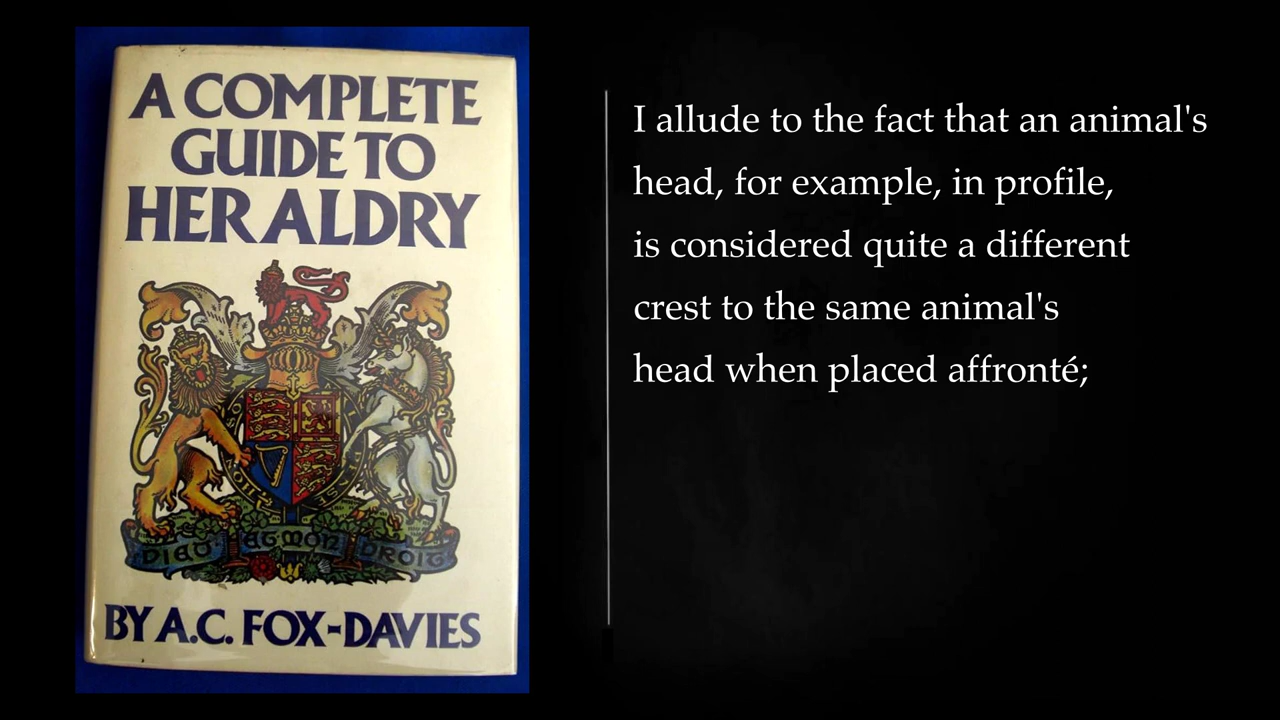 A COMPLETE
GUIDE TO
HERALDRY
DIEU ET MON DROIT
BY A.C. FOX-DAVIES
I allude to the fact that an animal's
head, for example, in profile,
is considered quite a different
crest to the same animal's
head when placed affronté;